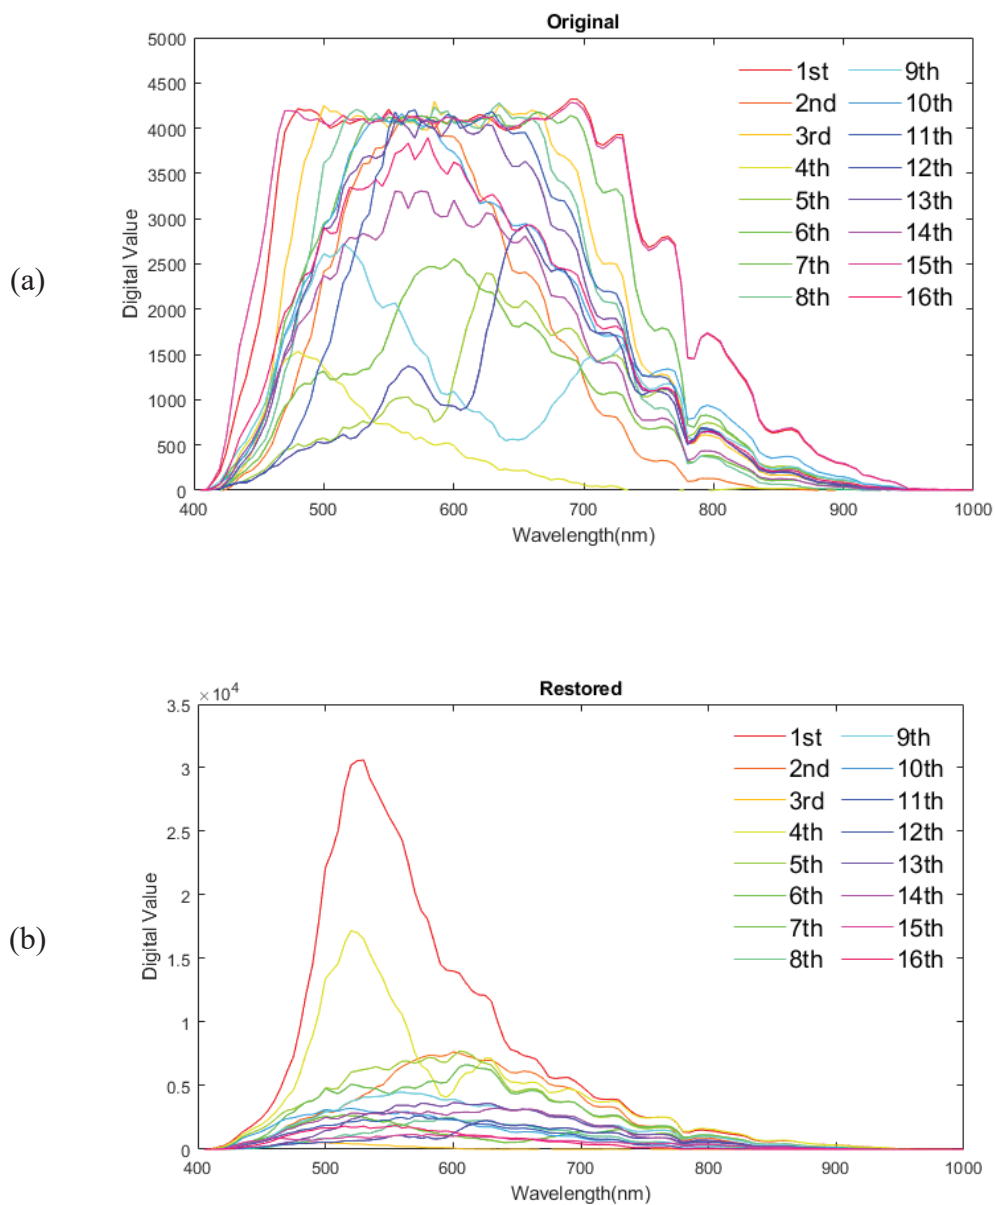 Original
5000
4500
4000
3500
3000
2500
2000
1500
1000
500
0
Digital Value
(a)
1st 9th
2nd 10th
3rd 11th
4th 12th
5th 13th
6th 14th
7th 15th
8th 16th
400 500 600 700 800 900 1000
Wavelength(nm)
Restored
×10⁴
3.5
3
2.5
2
1.5
1
0.5
0
Digital Value
(b)
1st 9th
2nd 10th
3rd 11th
4th 12th
5th 13th
6th 14th
7th 15th
8th 16th
400 500 600 700 800 900 1000
Wavelength(nm)